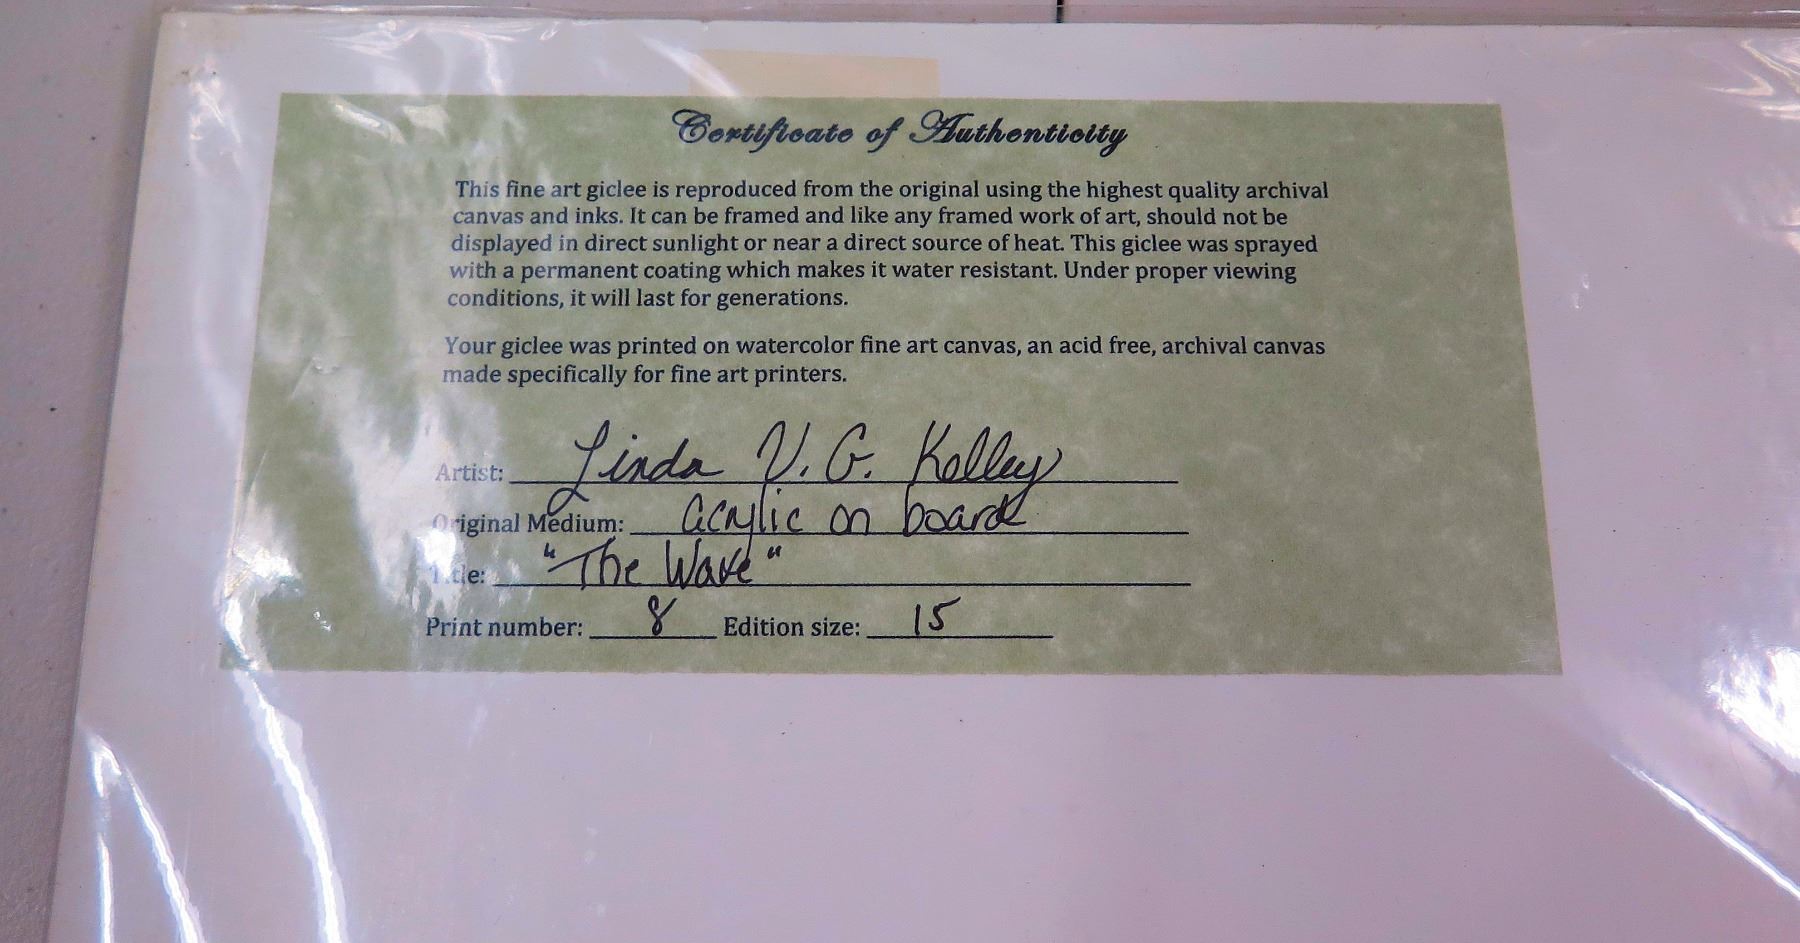 Certificate of Authenticity
This fine art giclee is reproduced from the original using the highest quality archival
canvas and inks. It can be framed and like any framed work of art, should not be
displayed in direct sunlight or near a direct source of heat. This giclee was sprayed
with a permanent coating which makes it water resistant. Under proper viewing
conditions, it will last for generations.
Your giclee was printed on watercolor fine art canvas, an acid free, archival canvas
made specifically for fine art printers.
Artist: Linda V. G. Kelley
Original Medium: acrylic on board
Title: "The Wave"
Print number: 8 Edition size: 15